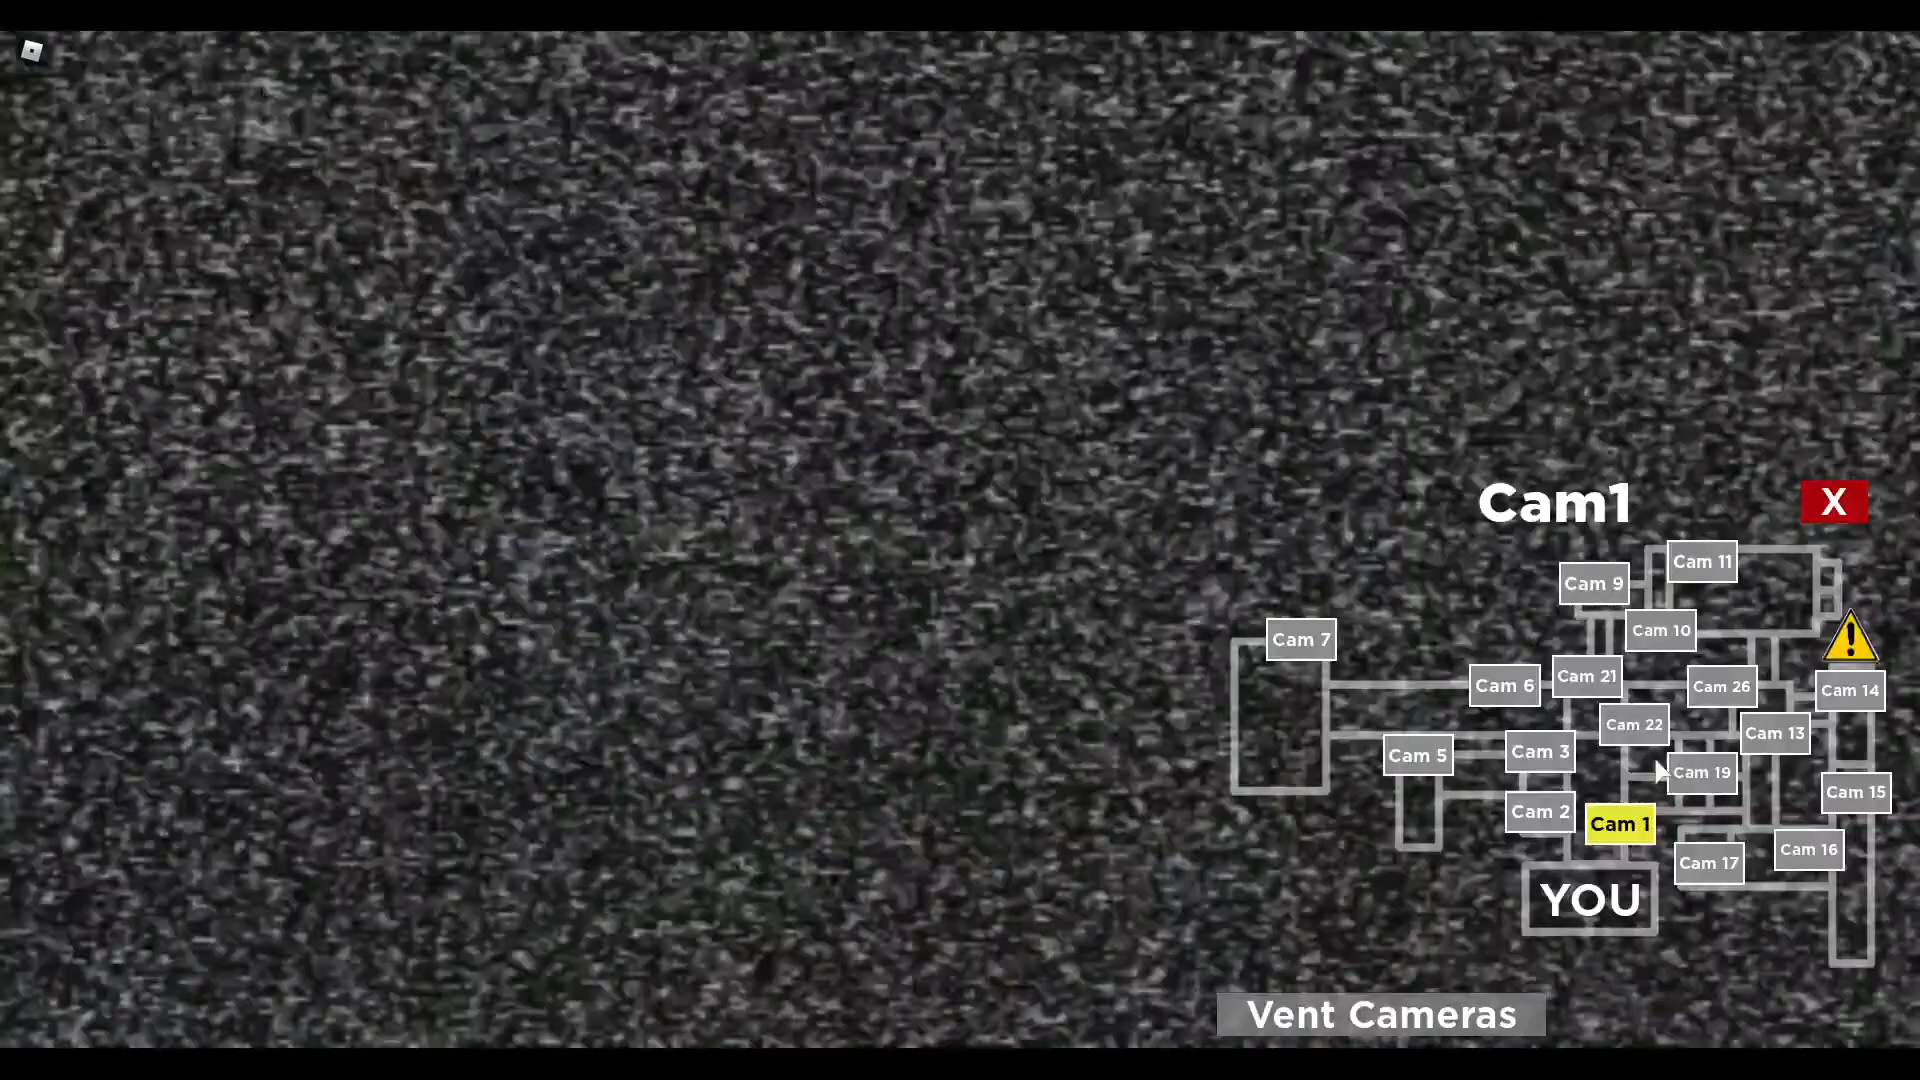 Cam1
X
Cam 11
Cam 9
Cam 10
Cam 7
Cam 21
Cam 6
Cam 26
Cam 14
Cam 22
Cam 13
Cam 3
Cam 5
Cam 19
Cam 15
Cam 2
Cam 1
Cam 16
Cam 17
YOU
Vent Cameras